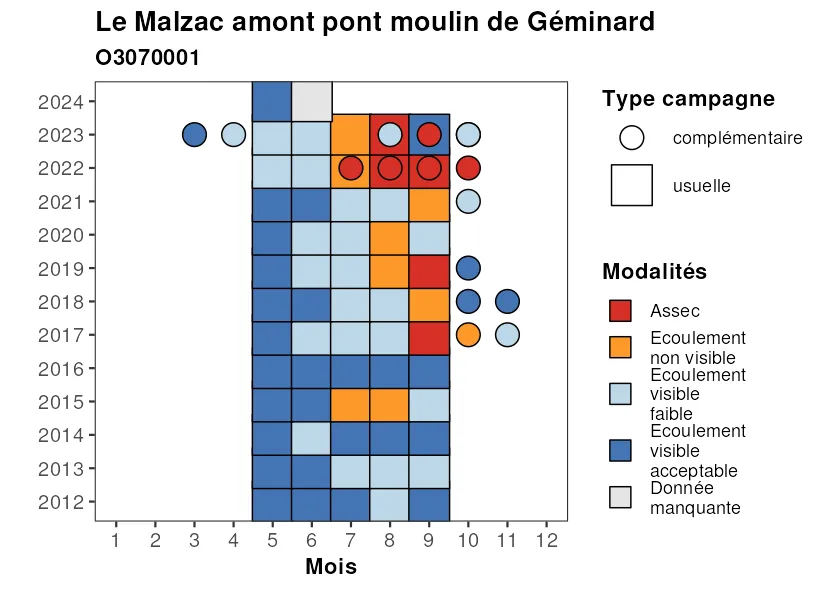 Le Malzac amont pont moulin de Géminard
O3070001
2024
2023
2022
2021
2020
2019
2018
2017
2016
2015
2014
2013
2012
1 2 3 4 5 6 7 8 9 10 11 12
Mois
Type campagne
complémentaire
usuelle
Modalités
Assec
Ecoulement
non visible
Ecoulement
visible
faible
Ecoulement
visible
acceptable
Donnée
manquante